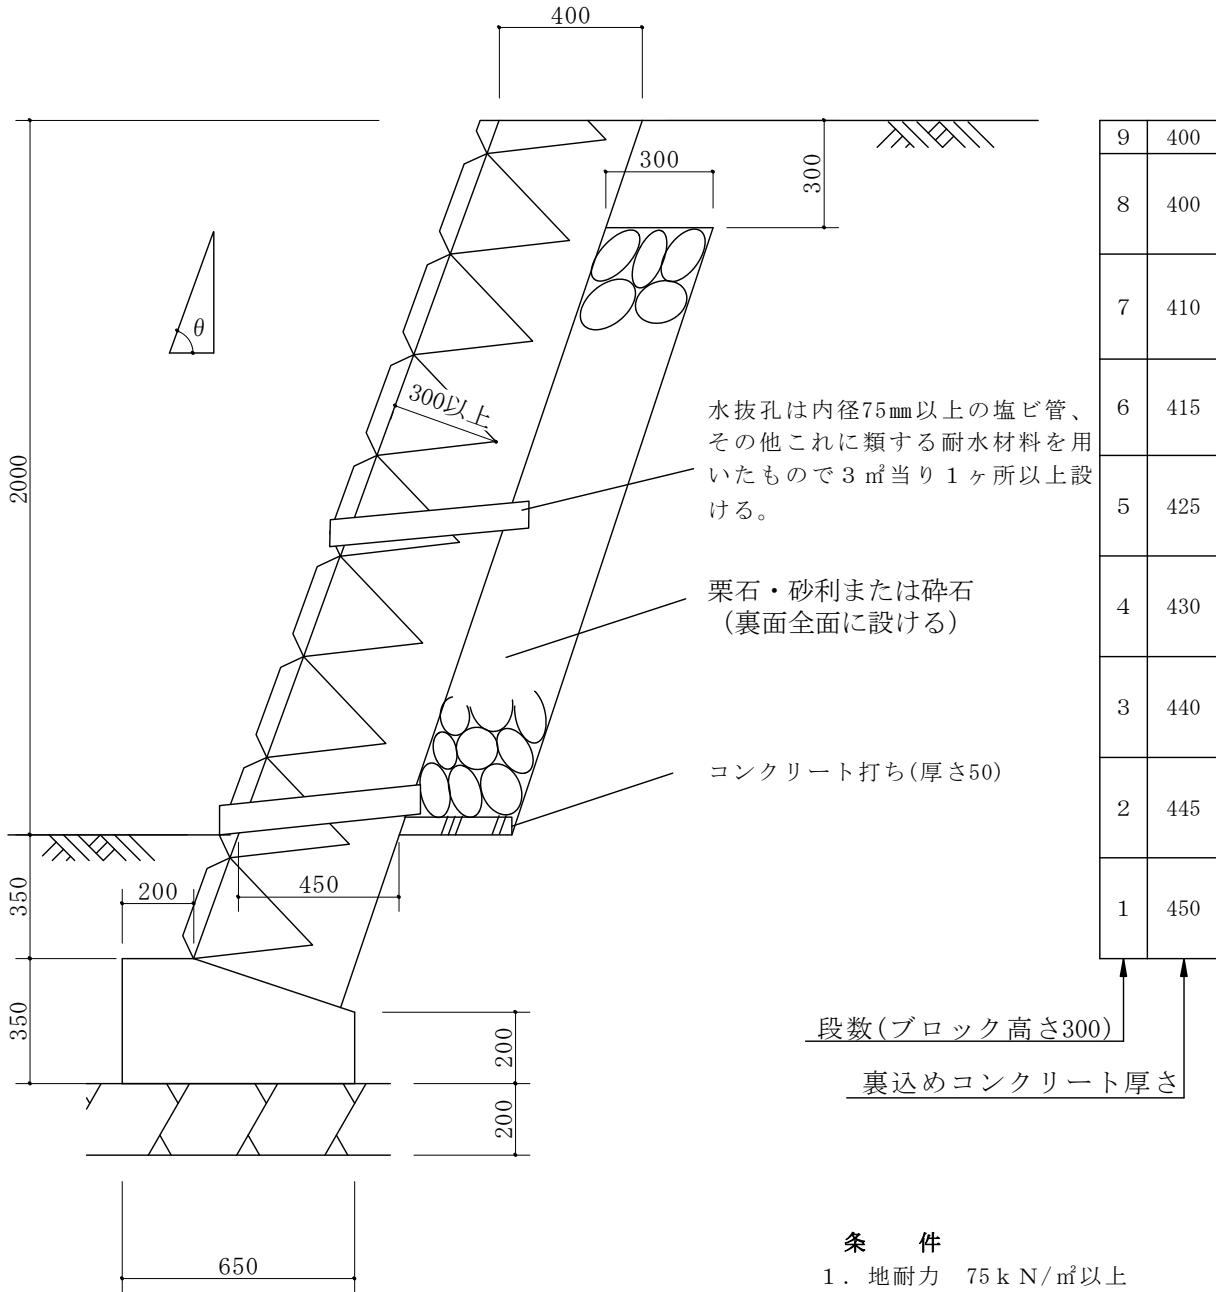 400
300
300
θ
2000
300以上
水抜孔は内径75㎜以上の塩ビ管、
その他これに類する耐水材料を用
いたもので3㎡当り1ヶ所以上設
ける。
栗石・砂利または砕石
(裏面全面に設ける)
コンクリート打ち(厚さ50)
450
200
350
350
200
200
650
9 400
8 400
7 410
6 415
5 425
4 430
3 440
2 445
1 450
段数(ブロック高さ300)
裏込めコンクリート厚さ
条 件
1. 地耐力 75kN/㎡以上